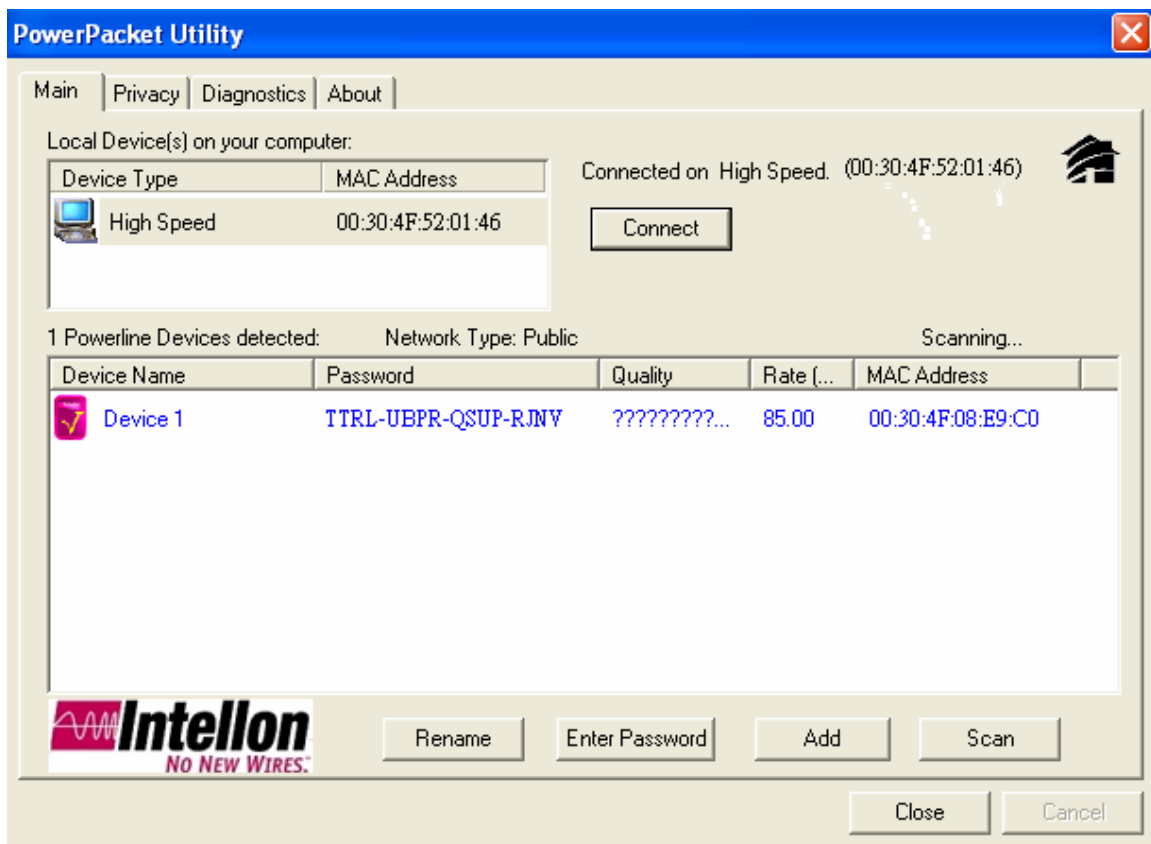 PowerPacket Utility
Main Privacy Diagnostics About
Local Device(s) on your computer:
Device Type MAC Address
High Speed 00:30:4F:52:01:46
Connected on High Speed. (00:30:4F:52:01:46)
Connect
1 Powerline Devices detected: Network Type: Public Scanning...
Device Name Password Quality Rate (... MAC Address
Device 1 TTRL-UBPR-QSUP-RJNV ?????????... 85.00 00:30:4F:08:E9:C0
Intellon
NO NEW WIRES.
Rename Enter Password Add Scan
Close Cancel